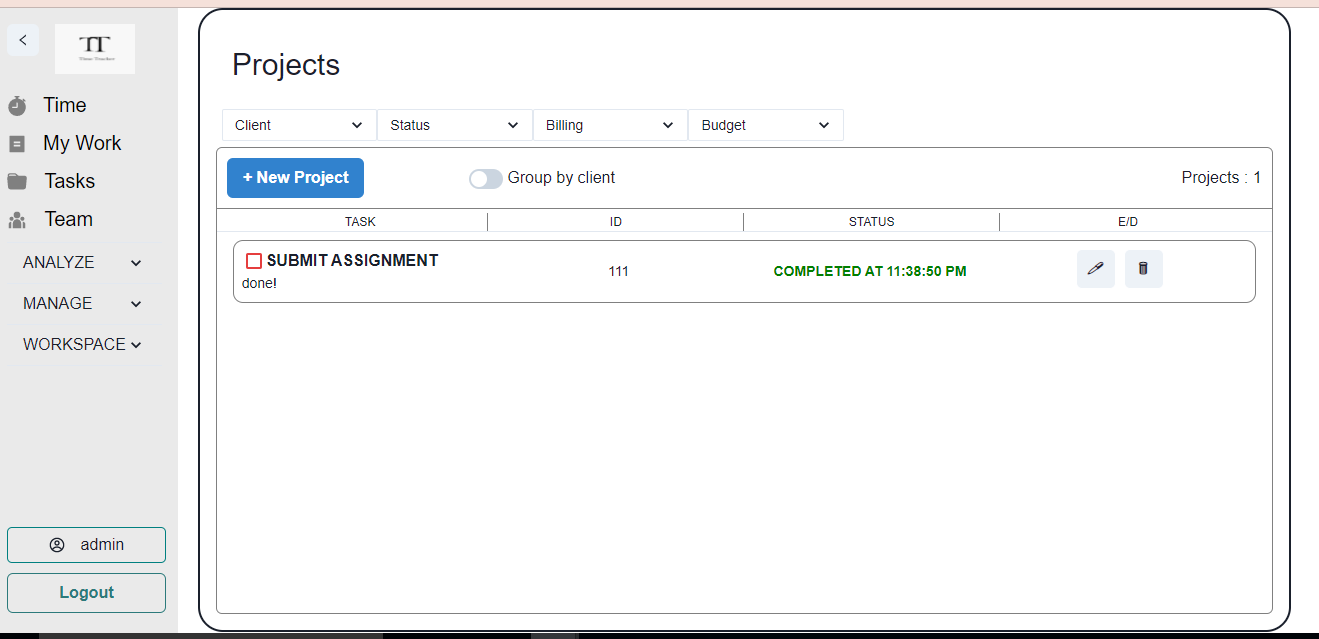 TT
Time Tracker
Time
My Work
Tasks
Team
ANALYZE
MANAGE
WORKSPACE
admin
Logout
Projects
Client Status Billing Budget
+ New Project Group by client Projects : 1
TASK ID STATUS E/D
SUBMIT ASSIGNMENT
done!
111
COMPLETED AT 11:38:50 PM